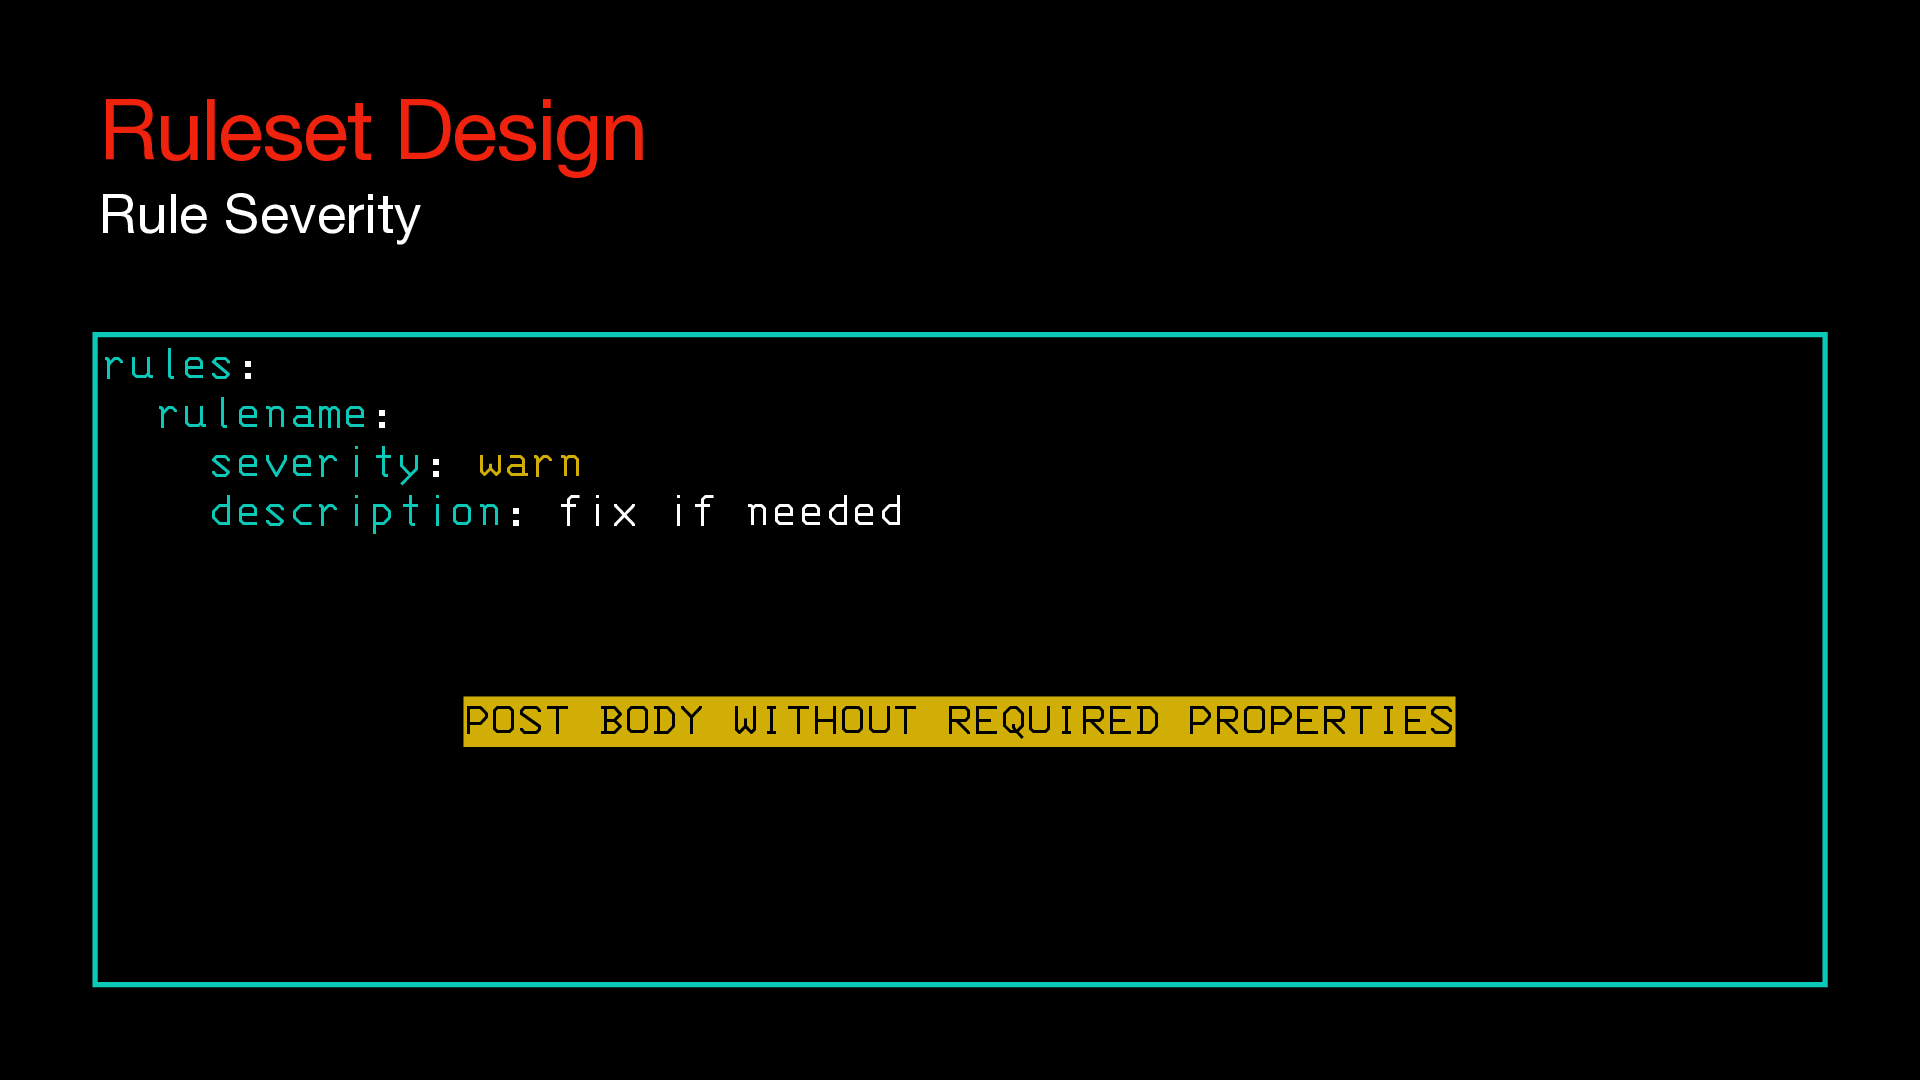 Ruleset Design
Rule Severity
rules:
  rulename:
    severity: warn
    description: fix if needed
POST BODY WITHOUT REQUIRED PROPERTIES